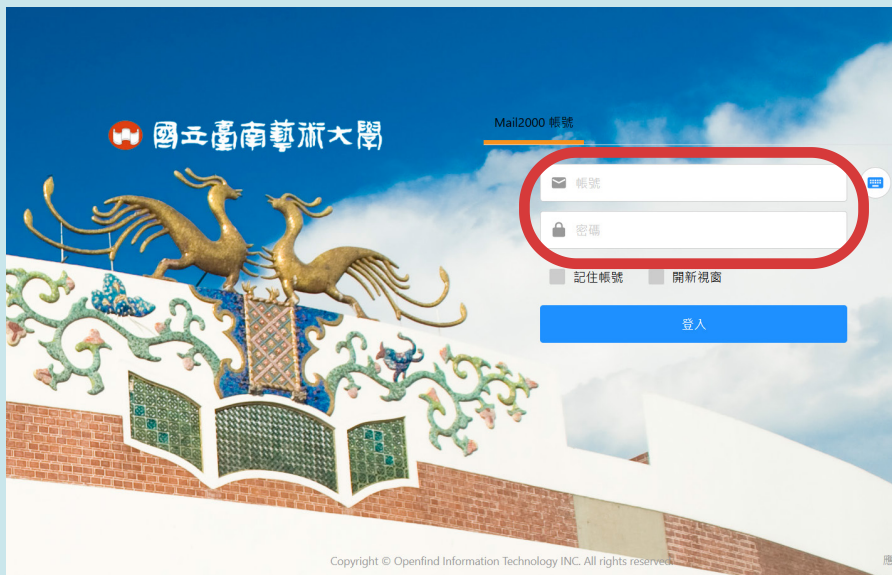 國立臺南藝術大學
Mail2000 帳號
帳號
密碼
記住帳號 開新視窗
登入
Copyright © Openfind Information Technology INC. All rights reserved.